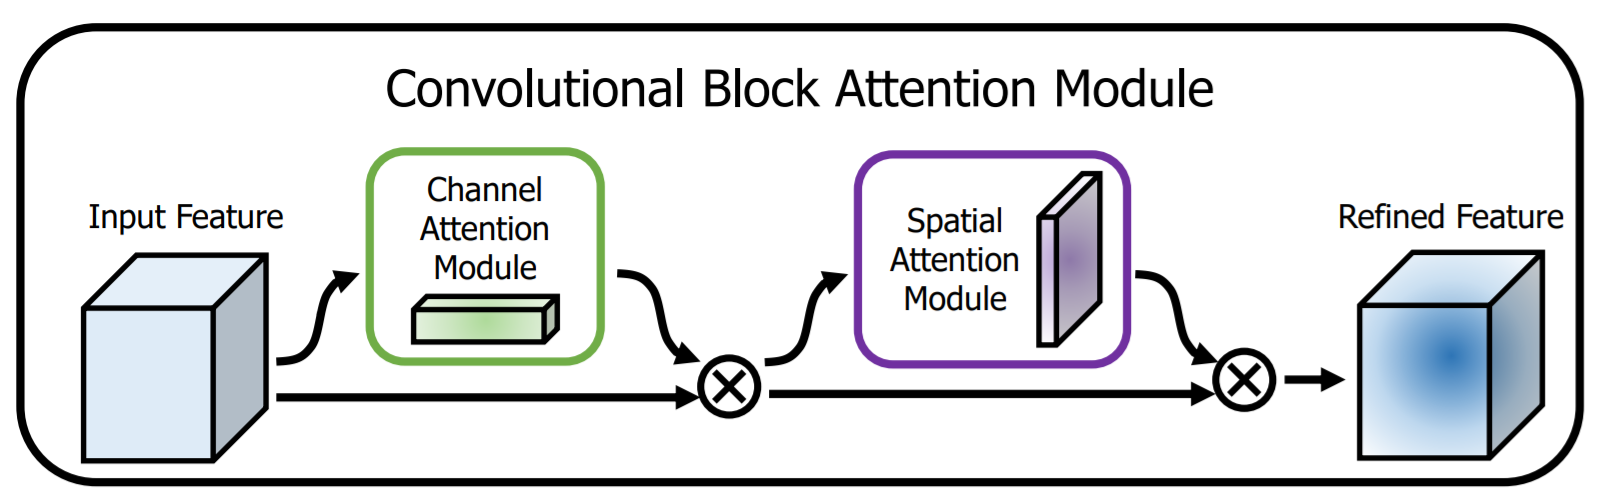 Convolutional Block Attention Module
Input Feature
Channel
Attention
Module
Spatial
Attention
Module
Refined Feature